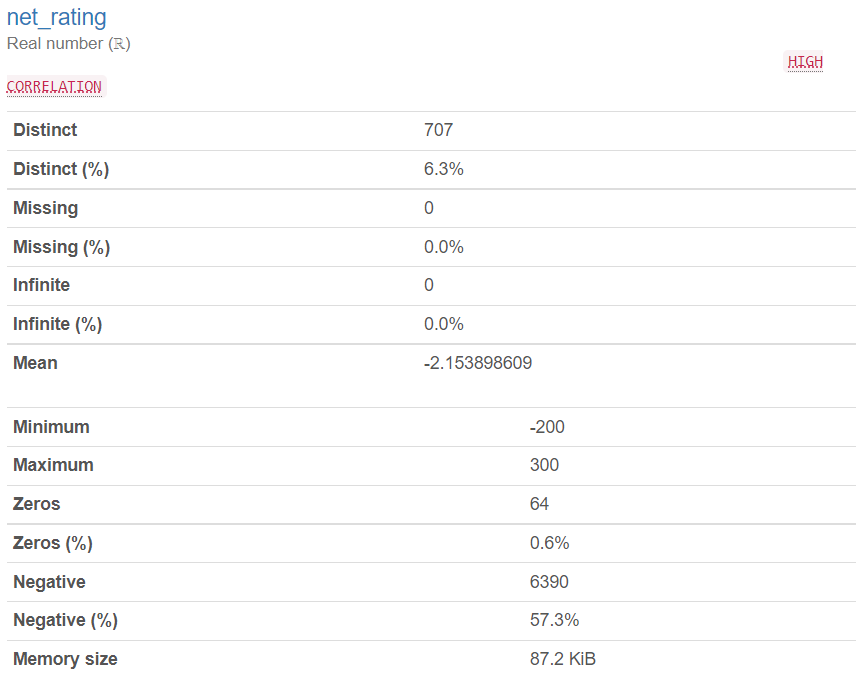 net_rating
Real number (ℝ)
HIGH
CORRELATION
Distinct 707
Distinct (%) 6.3%
Missing 0
Missing (%) 0.0%
Infinite 0
Infinite (%) 0.0%
Mean -2.153898609
Minimum -200
Maximum 300
Zeros 64
Zeros (%) 0.6%
Negative 6390
Negative (%) 57.3%
Memory size 87.2 KiB